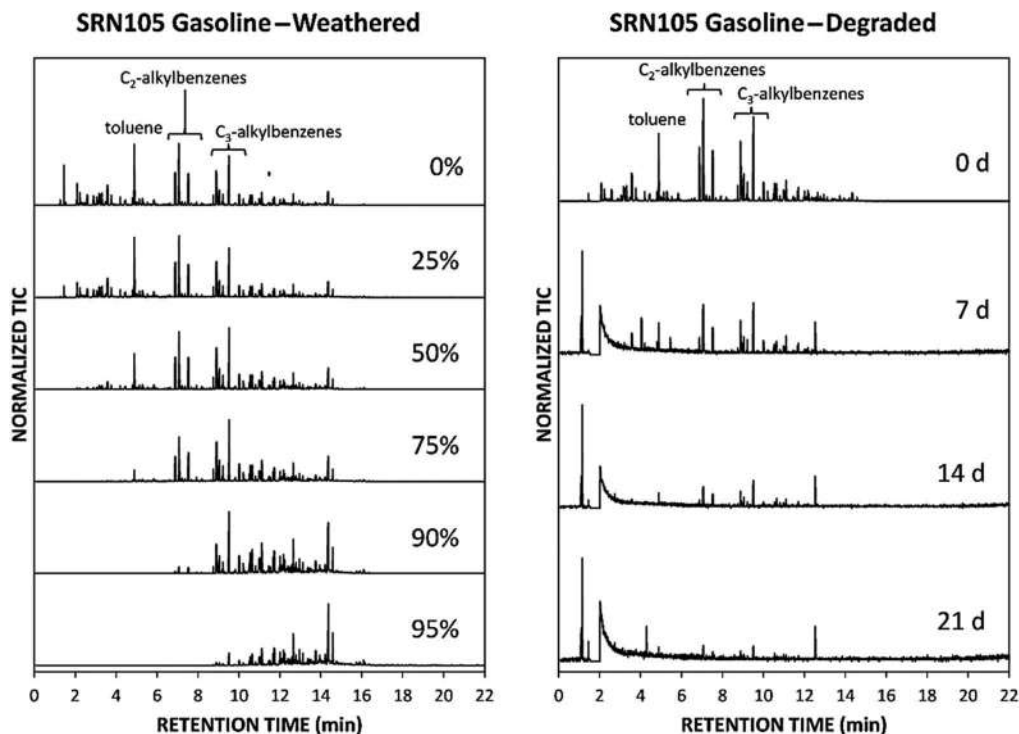 SRN105 Gasoline–Weathered
C₂-alkylbenzenes
toluene
C₃-alkylbenzenes
0%
25%
50%
75%
90%
95%
NORMALIZED TIC
0 2 4 6 8 10 12 14 16 18 20 22
RETENTION TIME (min)
SRN105 Gasoline–Degraded
C₂-alkylbenzenes
C₃-alkylbenzenes
toluene
0 d
7 d
14 d
21 d
NORMALIZED TIC
0 2 4 6 8 10 12 14 16 18 20 22
RETENTION TIME (min)